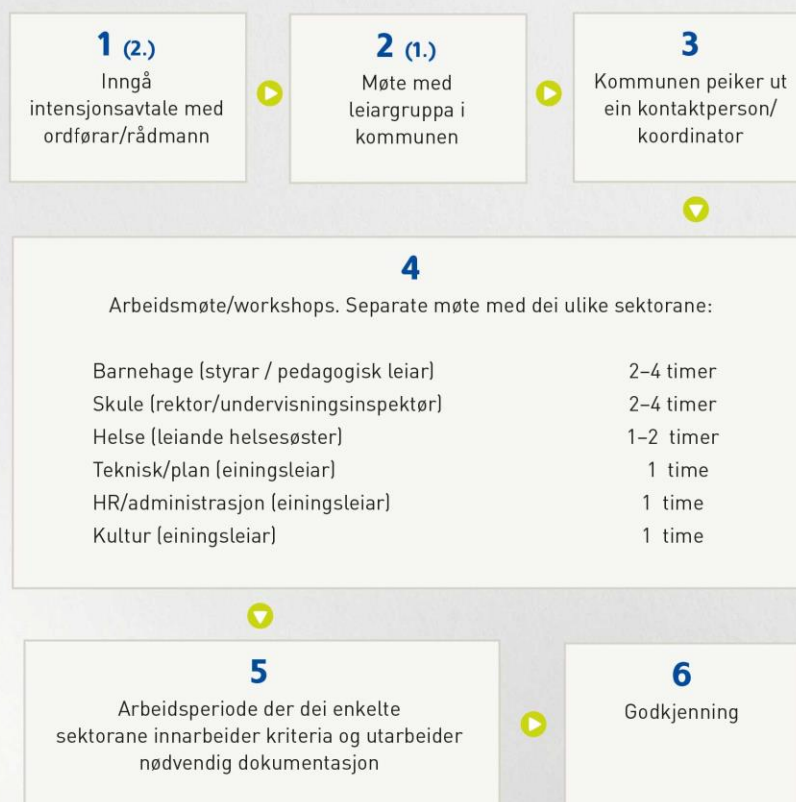 1 (2.)
Inngå
intensjonsavtale med
ordførar/rådmann
2 (1.)
Møte med
leiargruppa i
kommunen
3
Kommunen peiker ut
ein kontaktperson/
koordinator
4
Arbeidsmøte/workshops. Separate møte med dei ulike sektorane:
Barnehage (styrar / pedagogisk leiar) 2–4 timer
Skule (rektor/undervisningsinspektør) 2–4 timer
Helse (leiande helsesøster) 1–2 timer
Teknisk/plan (einingsleiar) 1 time
HR/administrasjon (einingsleiar) 1 time
Kultur (einingsleiar) 1 time
5
Arbeidsperiode der dei enkelte
sektorane innarbeider kriteria og utarbeider
nødvendig dokumentasjon
6
Godkjenning